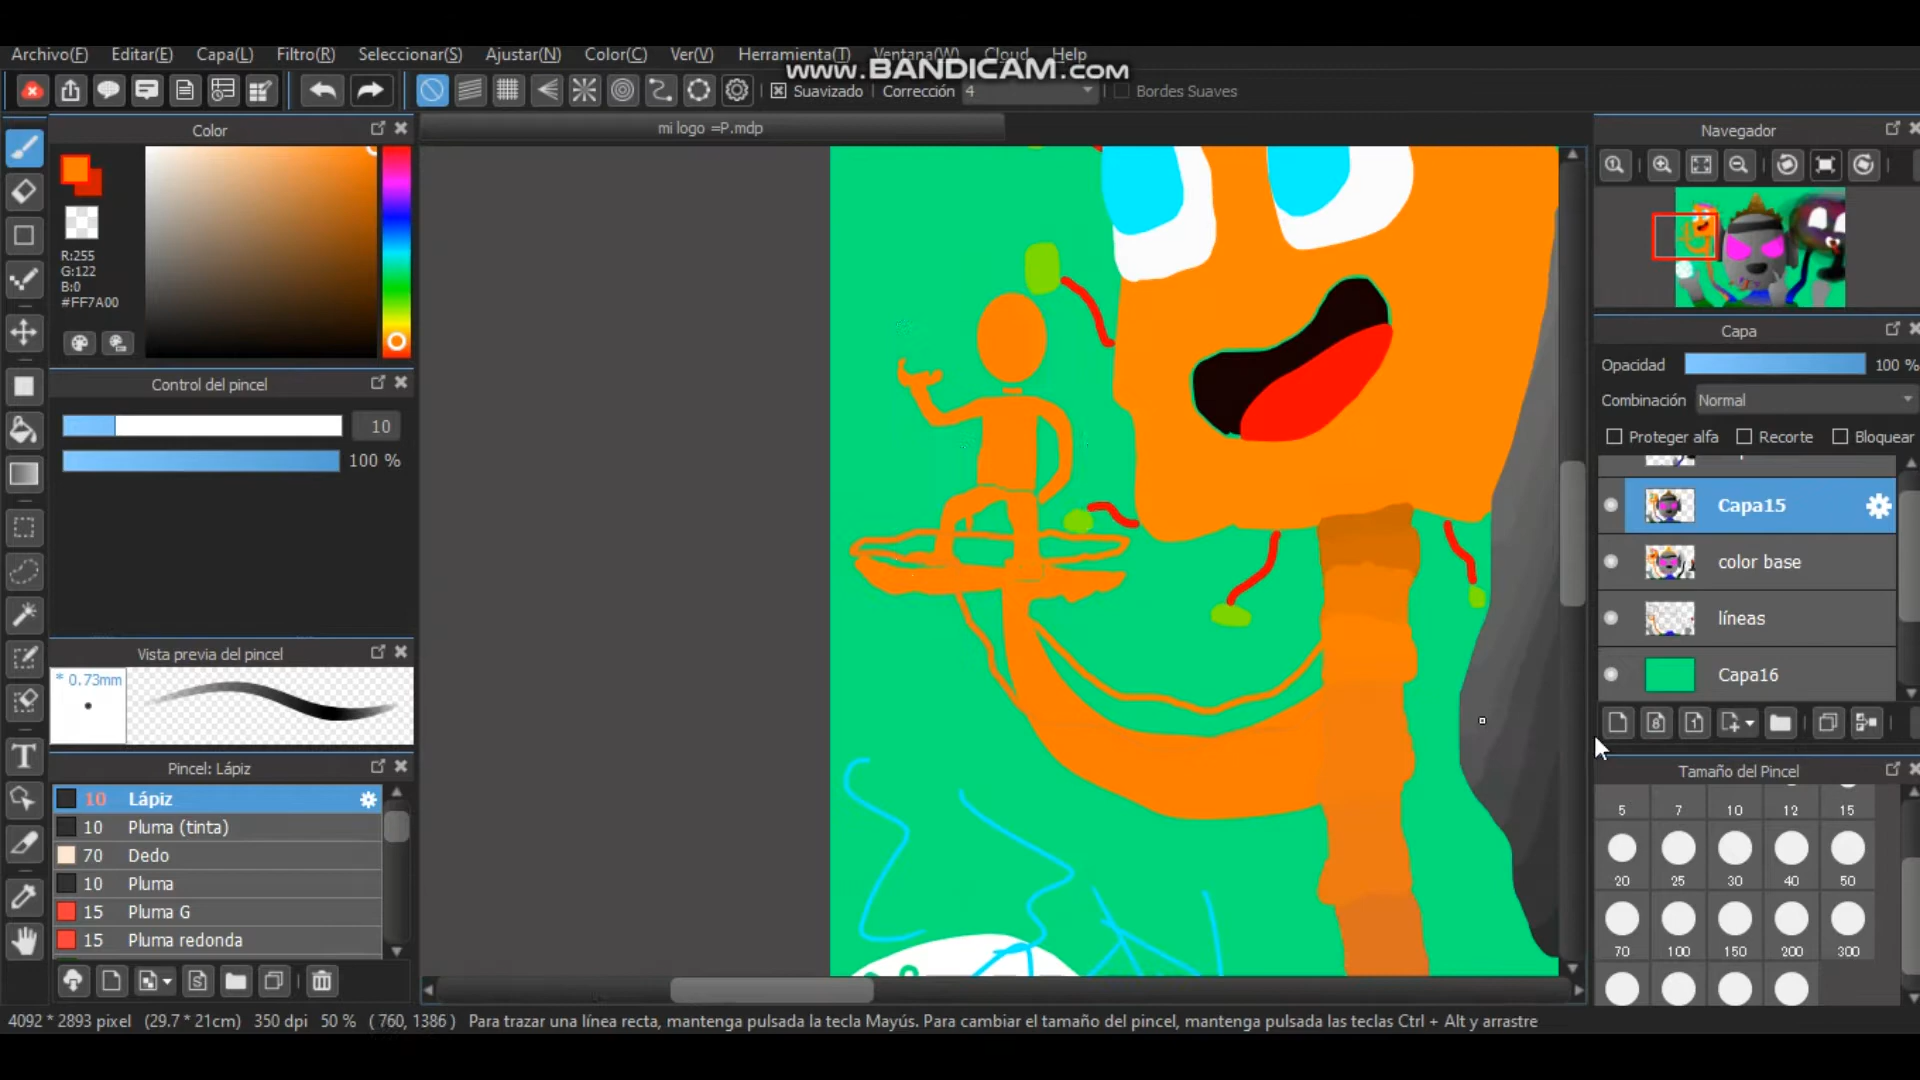 Archivo(F) Editar(E) Capa(L) Filtro(R) Seleccionar(S) Ajustar(N) Color(C) Ver(V) Herramienta(T) Ventana(W) Cloud Help
www.BANDICAM.com
Suavizado Corrección 4 Bordes Suaves
Color
mi logo =P.mdp
Navegador
R:255
G:122
B:0
#FF7A00
Control del pincel
10
100 %
Vista previa del pincel
* 0.73mm
Pincel: Lápiz
10 Lápiz
10 Pluma (tinta)
70 Dedo
10 Pluma
15 Pluma G
15 Pluma redonda
Capa
Opacidad 100 %
Combinación Normal
Proteger alfa Recorte Bloquear
Capa15
color base
líneas
Capa16
Tamaño del Pincel
5 7 10 12 15
20 25 30 40 50
70 100 150 200 300
4092 * 2893 pixel (29.7 * 21cm) 350 dpi 50 % ( 760, 1386 ) Para trazar una línea recta, mantenga pulsada la tecla Mayús. Para cambiar el tamaño del pincel, mantenga pulsada las teclas Ctrl + Alt y arrastre